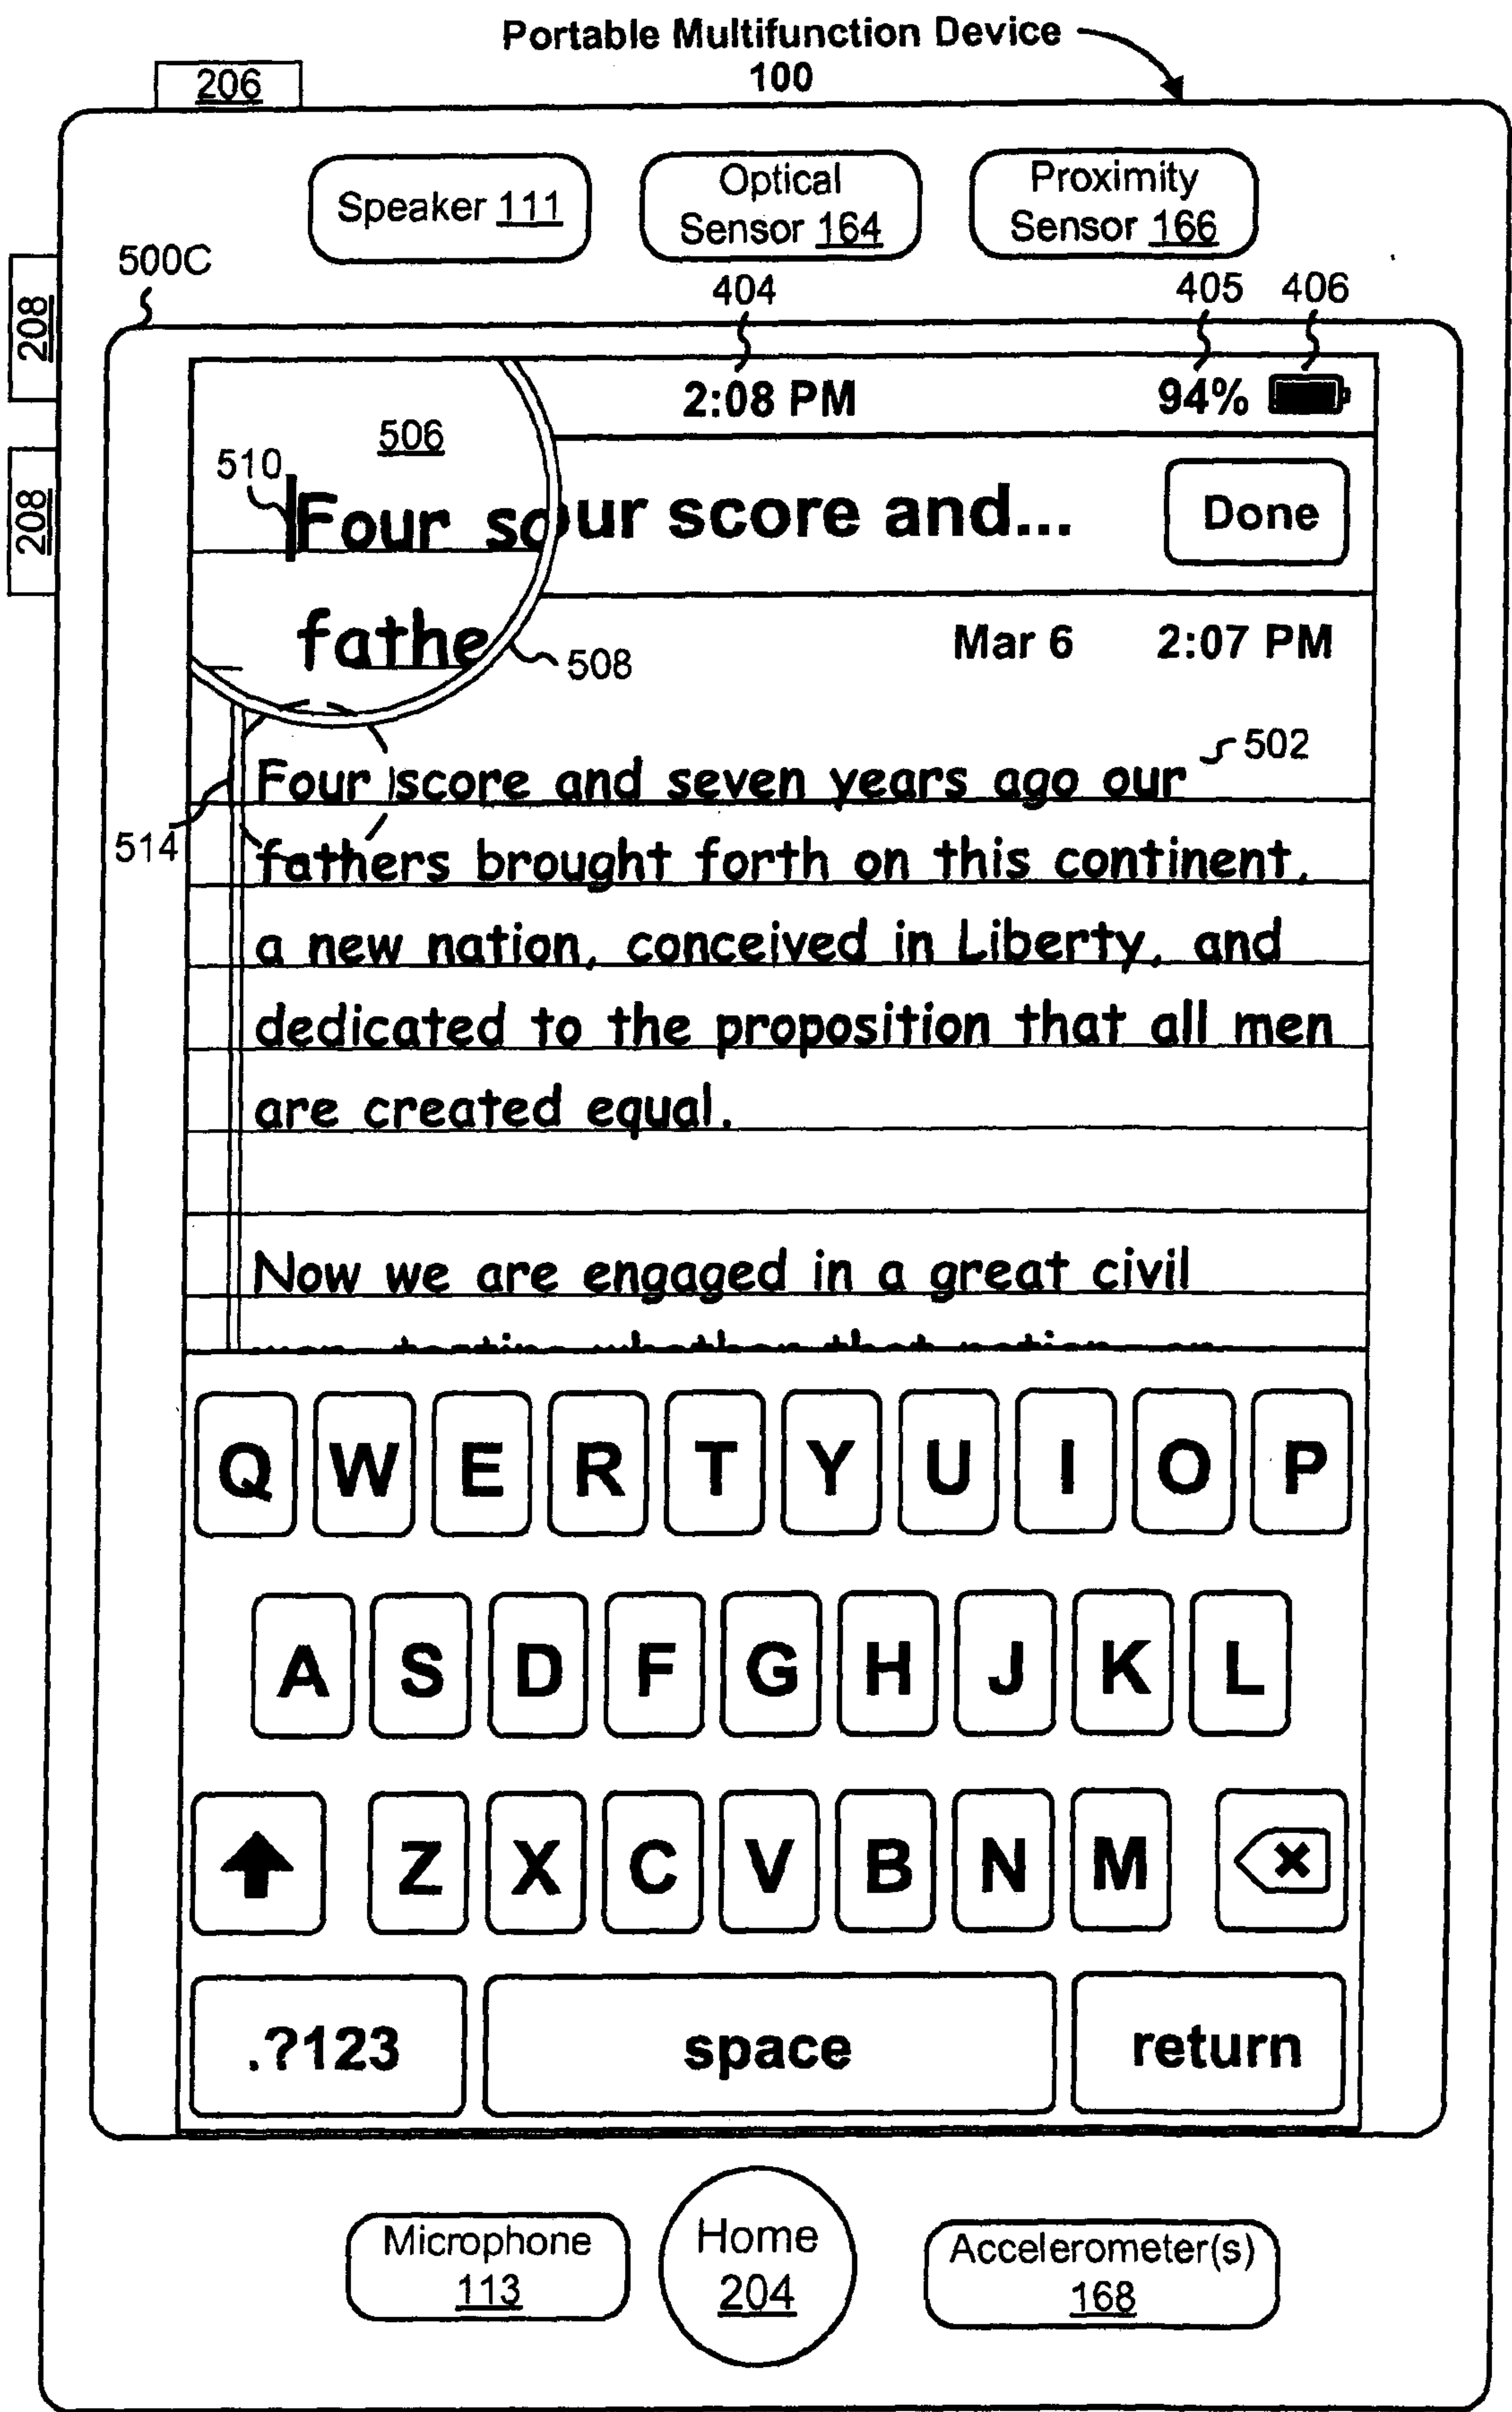 Portable Multifunction Device
100
206
Speaker 111
Optical
Sensor 164
Proximity
Sensor 166
500C
208
208
404
405
406
2:08 PM
94%
506
510
Four sc
our score and...
Done
fathe
508
Mar 6
2:07 PM
502
Four score and seven years ago our
514
fathers brought forth on this continent,
a new nation, conceived in Liberty, and
dedicated to the proposition that all men
are created equal.
Now we are engaged in a great civil
Q W E R T Y U I O P
A S D F G H J K L
Z X C V B N M
.?123
space
return
Microphone
113
Home
204
Accelerometer(s)
168